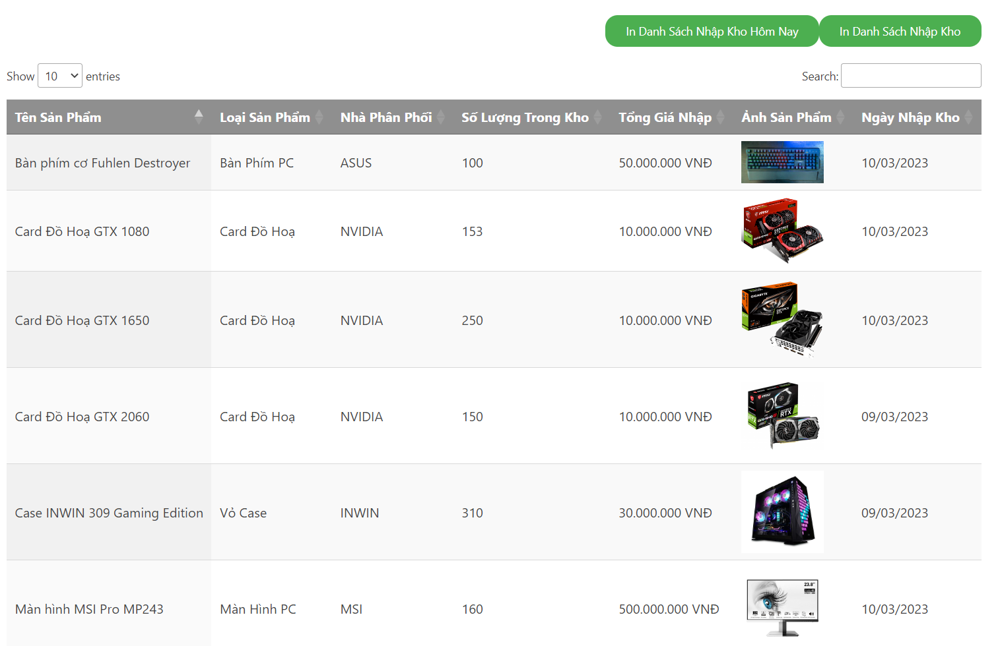 In Danh Sách Nhập Kho Hôm Nay In Danh Sách Nhập Kho
Show 10 entries Search:
Tên Sản Phẩm Loại Sản Phẩm Nhà Phân Phối Số Lượng Trong Kho Tổng Giá Nhập Ảnh Sản Phẩm Ngày Nhập Kho
Bàn phím cơ Fuhlen Destroyer Bàn Phím PC ASUS 100 50.000.000 VNĐ 10/03/2023
Card Đồ Hoạ GTX 1080 Card Đồ Hoạ NVIDIA 153 10.000.000 VNĐ 10/03/2023
msi
Card Đồ Hoạ GTX 1650 Card Đồ Hoạ NVIDIA 250 10.000.000 VNĐ 10/03/2023
GIGABYTE
Card Đồ Hoạ GTX 2060 Card Đồ Hoạ NVIDIA 150 10.000.000 VNĐ 09/03/2023
msi
RTX
Case INWIN 309 Gaming Edition Vỏ Case INWIN 310 30.000.000 VNĐ 09/03/2023
Màn hình MSI Pro MP243 Màn Hình PC MSI 160 500.000.000 VNĐ 10/03/2023
23.8"